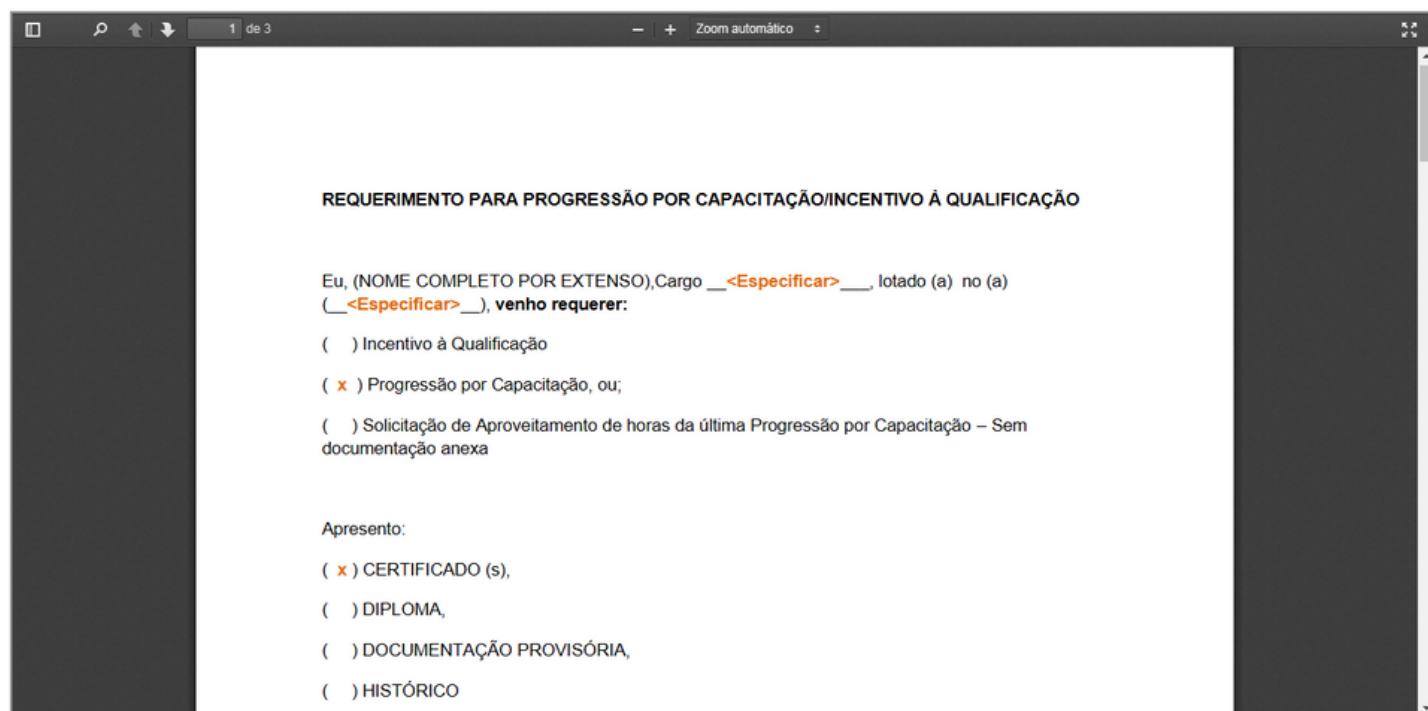 1 de 3
Zoom automático
REQUERIMENTO PARA PROGRESSÃO POR CAPACITAÇÃO/INCENTIVO À QUALIFICAÇÃO
Eu, (NOME COMPLETO POR EXTENSO),Cargo __<Especificar>___, lotado (a) no (a)
(__<Especificar>__), venho requerer:
( ) Incentivo à Qualificação
( x ) Progressão por Capacitação, ou;
( ) Solicitação de Aproveitamento de horas da última Progressão por Capacitação – Sem
documentação anexa
Apresento:
( x ) CERTIFICADO (s),
( ) DIPLOMA,
( ) DOCUMENTAÇÃO PROVISÓRIA,
( ) HISTÓRICO